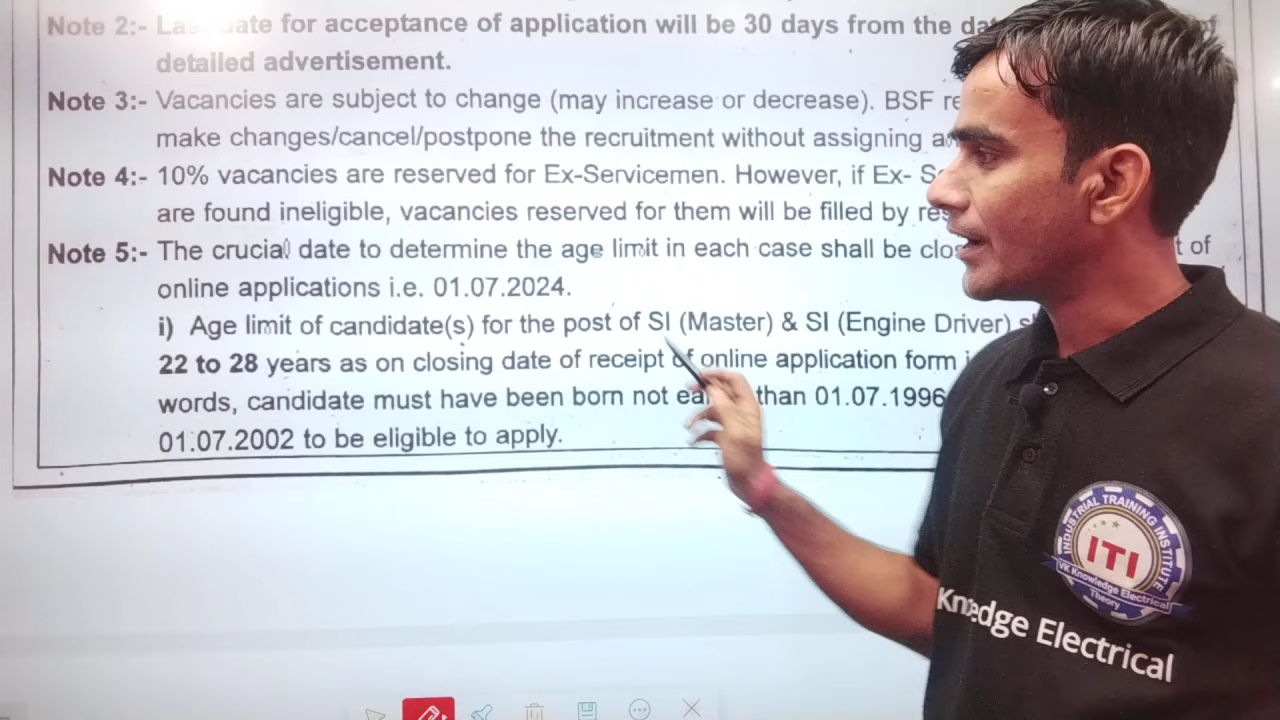 Note 2:- date for acceptance of application will be 30 days from the of
detailed advertisement.
Note 3:- Vacancies are subject to change (may increase or decrease). BSF
make changes/cancel/postpone the recruitment without assigning
Note 4:- 10% vacancies are reserved for Ex-Servicemen. However, if Ex-
are found ineligible, vacancies reserved for them will be filled by
Note 5:- The crucial date to determine the age limit in each case shall be of
online applications i.e. 01.07.2024.
i) Age limit of candidate(s) for the post of SI (Master) & SI (Engine Driver)
22 to 28 years as on closing date of receipt of online application form
words, candidate must have been born not than 01.07.1996
01.07.2002 to be eligible to apply.
INDUSTRIAL TRAINING INSTITUTE
ITI
VK Knowledge Electrical
Theory
Electrical